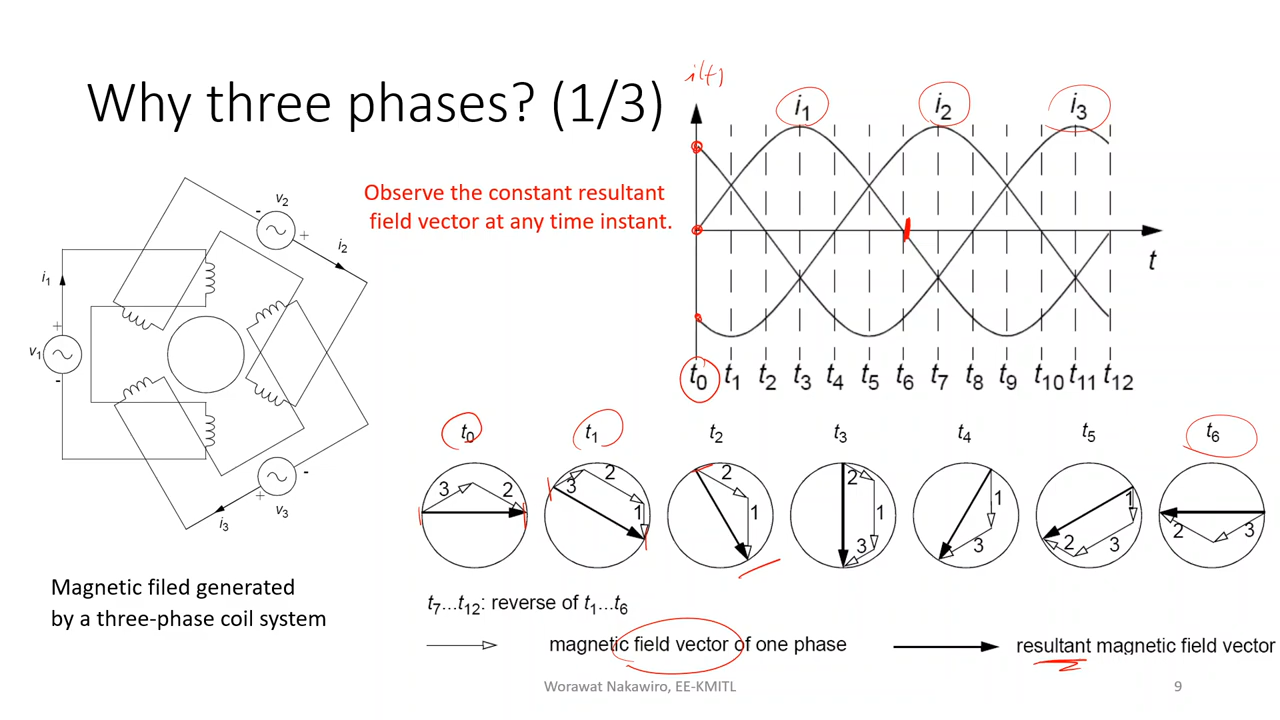 Why three phases? (1/3)
i(t)
i1
i2
i3
Observe the constant resultant
field vector at any time instant.
t
t0 t1 t2 t3 t4 t5 t6 t7 t8 t9 t10 t11 t12
v2
-
+
i2
i1
+
v1
-
-
+
v3
i3
t0 t1 t2 t3 t4 t5 t6
3 2
3 2 1
2 1
2 1 3
1 3
1 3 2
2 3
Magnetic filed generated
by a three-phase coil system
t7...t12: reverse of t1...t6
magnetic field vector of one phase
resultant magnetic field vector
Worawat Nakawiro, EE-KMITL
9